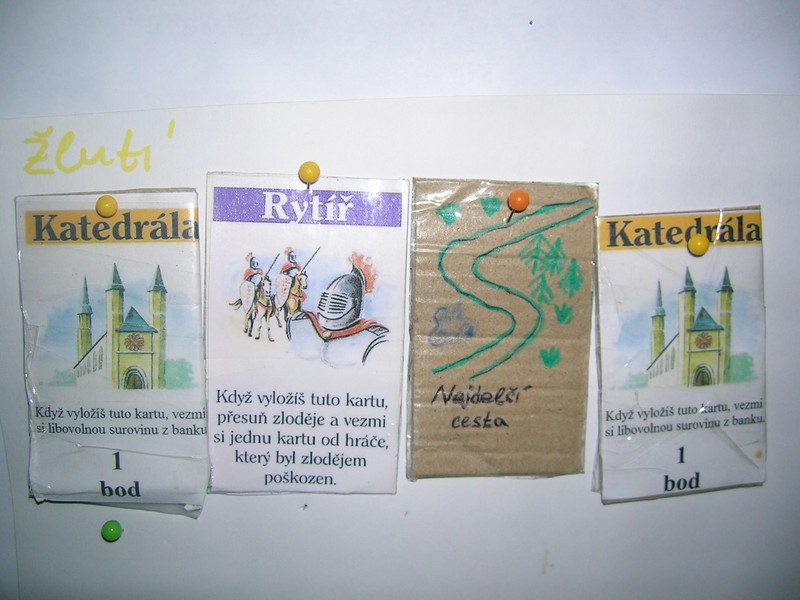 Žlutí
Katedrála
Když vyložíš tuto kartu, vezmi
si libovolnou surovinu z banku
1
bod
Rytíř
Když vyložíš tuto kartu,
přesuň zloděje a vezmi
si jednu kartu od hráče,
který byl zlodějem
poškozen.
Nejdelší
cesta
Katedrála
Když vyložíš tuto kartu, vezmi
si libovolnou surovinu z banku.
1
bod